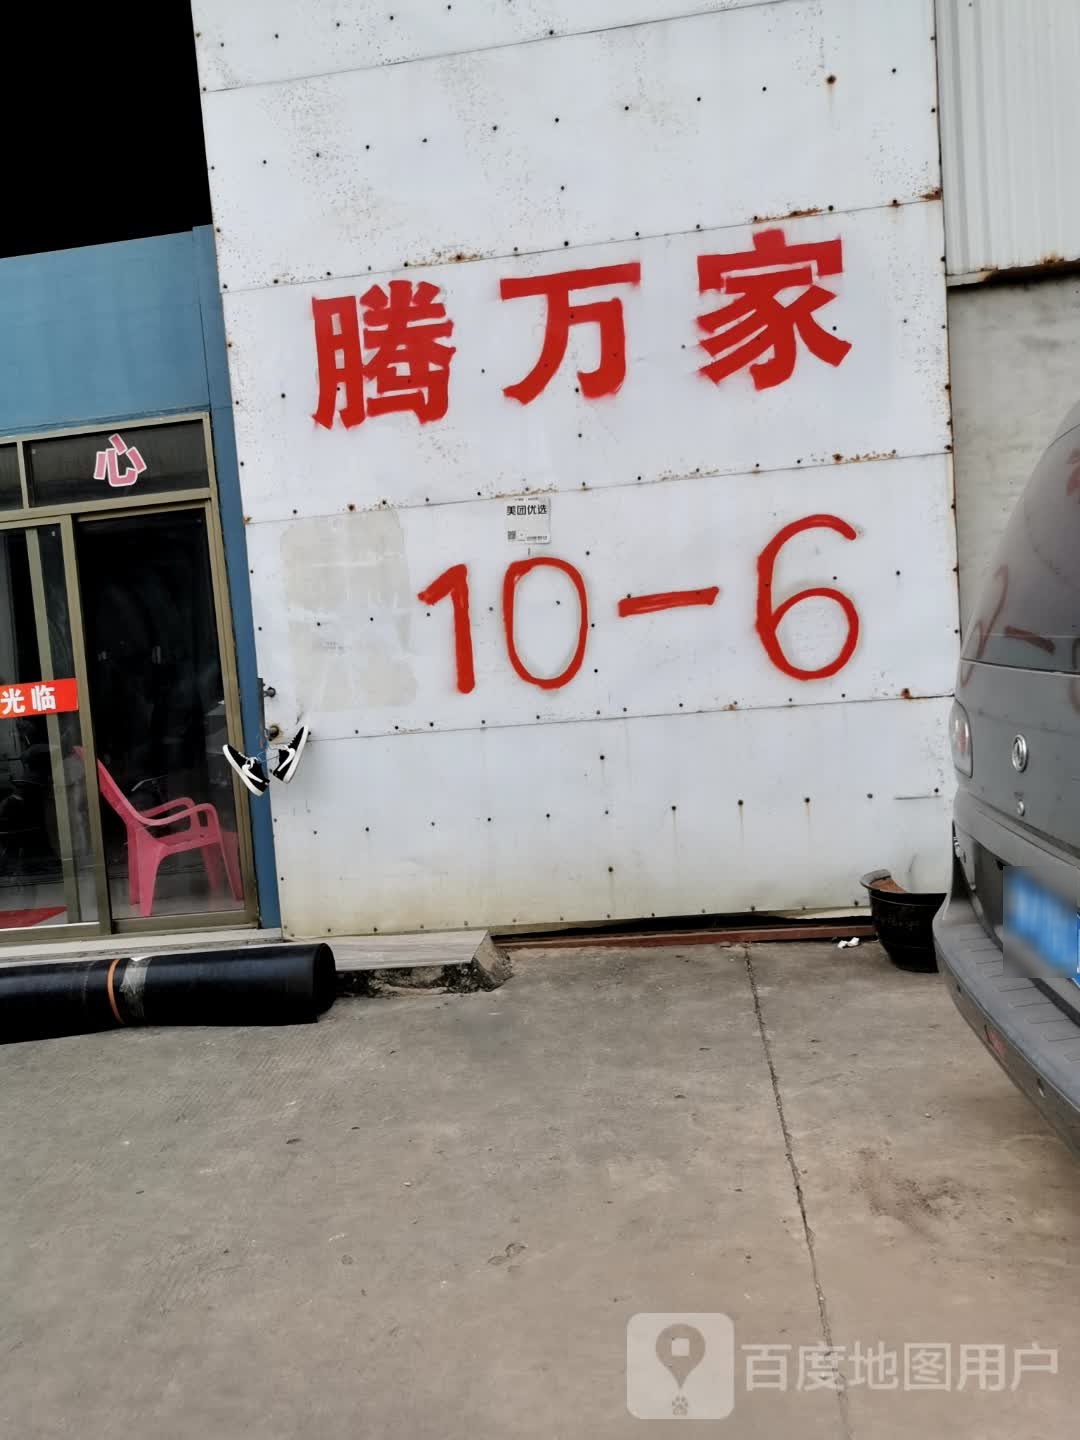 腾万家
心
美团优选
10-6
光临
百度地图用户